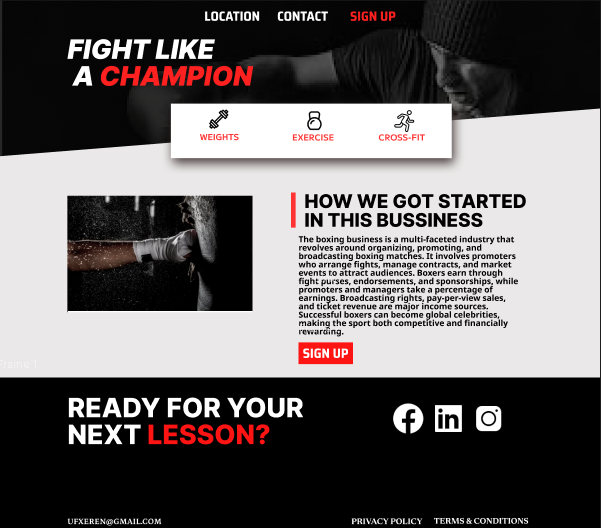 LOCATION CONTACT SIGN UP
FIGHT LIKE
A CHAMPION
WEIGHTS EXERCISE CROSS-FIT
HOW WE GOT STARTED
IN THIS BUSSINESS
The boxing business is a multi-faceted industry that
revolves around organizing, promoting, and
broadcasting boxing matches. It involves promoters
who arrange fights, manage contracts, and market
events to attract audiences. Boxers earn through
fight purses, endorsements, and sponsorships, while
promoters and managers take a percentage of
earnings. Broadcasting rights, pay-per-view sales,
and ticket revenue are major income sources.
Successful boxers can become global celebrities,
making the sport both competitive and financially
rewarding.
SIGN UP
Frame 1
READY FOR YOUR
NEXT LESSON?
in
UFXEREN@GMAIL.COM PRIVACY POLICY TERMS & CONDITIONS